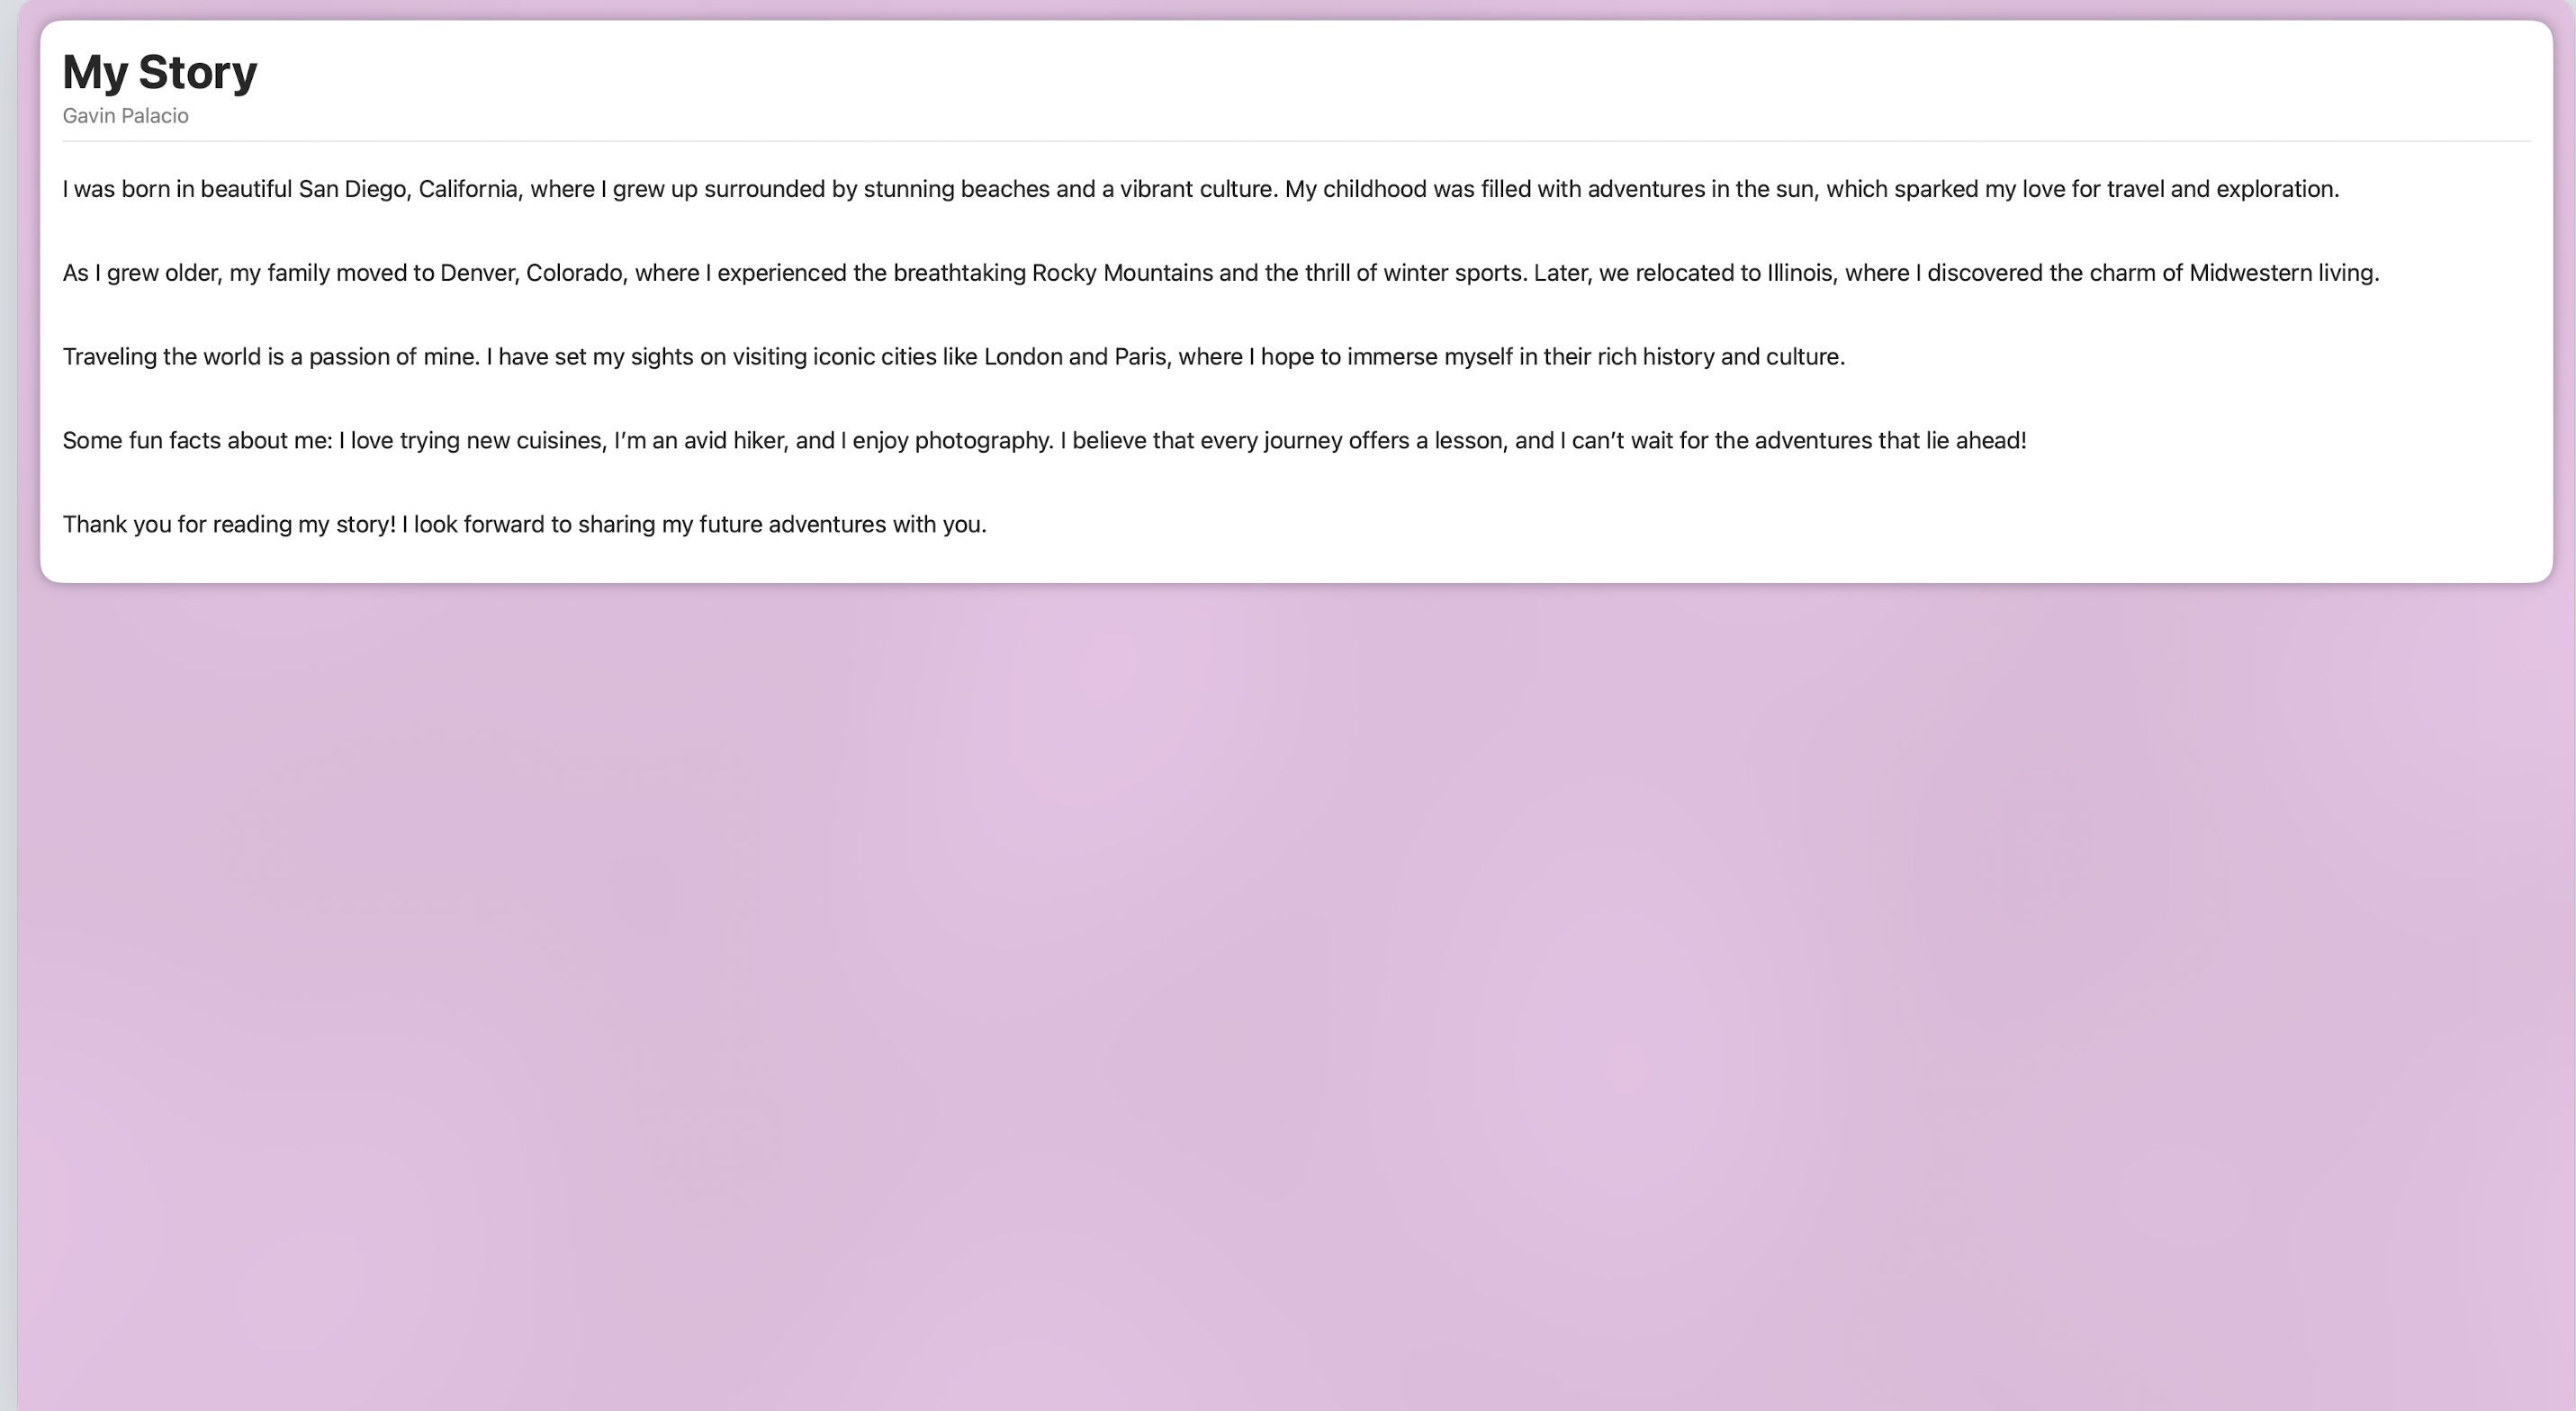 My Story
Gavin Palacio
I was born in beautiful San Diego, California, where I grew up surrounded by stunning beaches and a vibrant culture. My childhood was filled with adventures in the sun, which sparked my love for travel and exploration.
As I grew older, my family moved to Denver, Colorado, where I experienced the breathtaking Rocky Mountains and the thrill of winter sports. Later, we relocated to Illinois, where I discovered the charm of Midwestern living.
Traveling the world is a passion of mine. I have set my sights on visiting iconic cities like London and Paris, where I hope to immerse myself in their rich history and culture.
Some fun facts about me: I love trying new cuisines, I’m an avid hiker, and I enjoy photography. I believe that every journey offers a lesson, and I can’t wait for the adventures that lie ahead!
Thank you for reading my story! I look forward to sharing my future adventures with you.